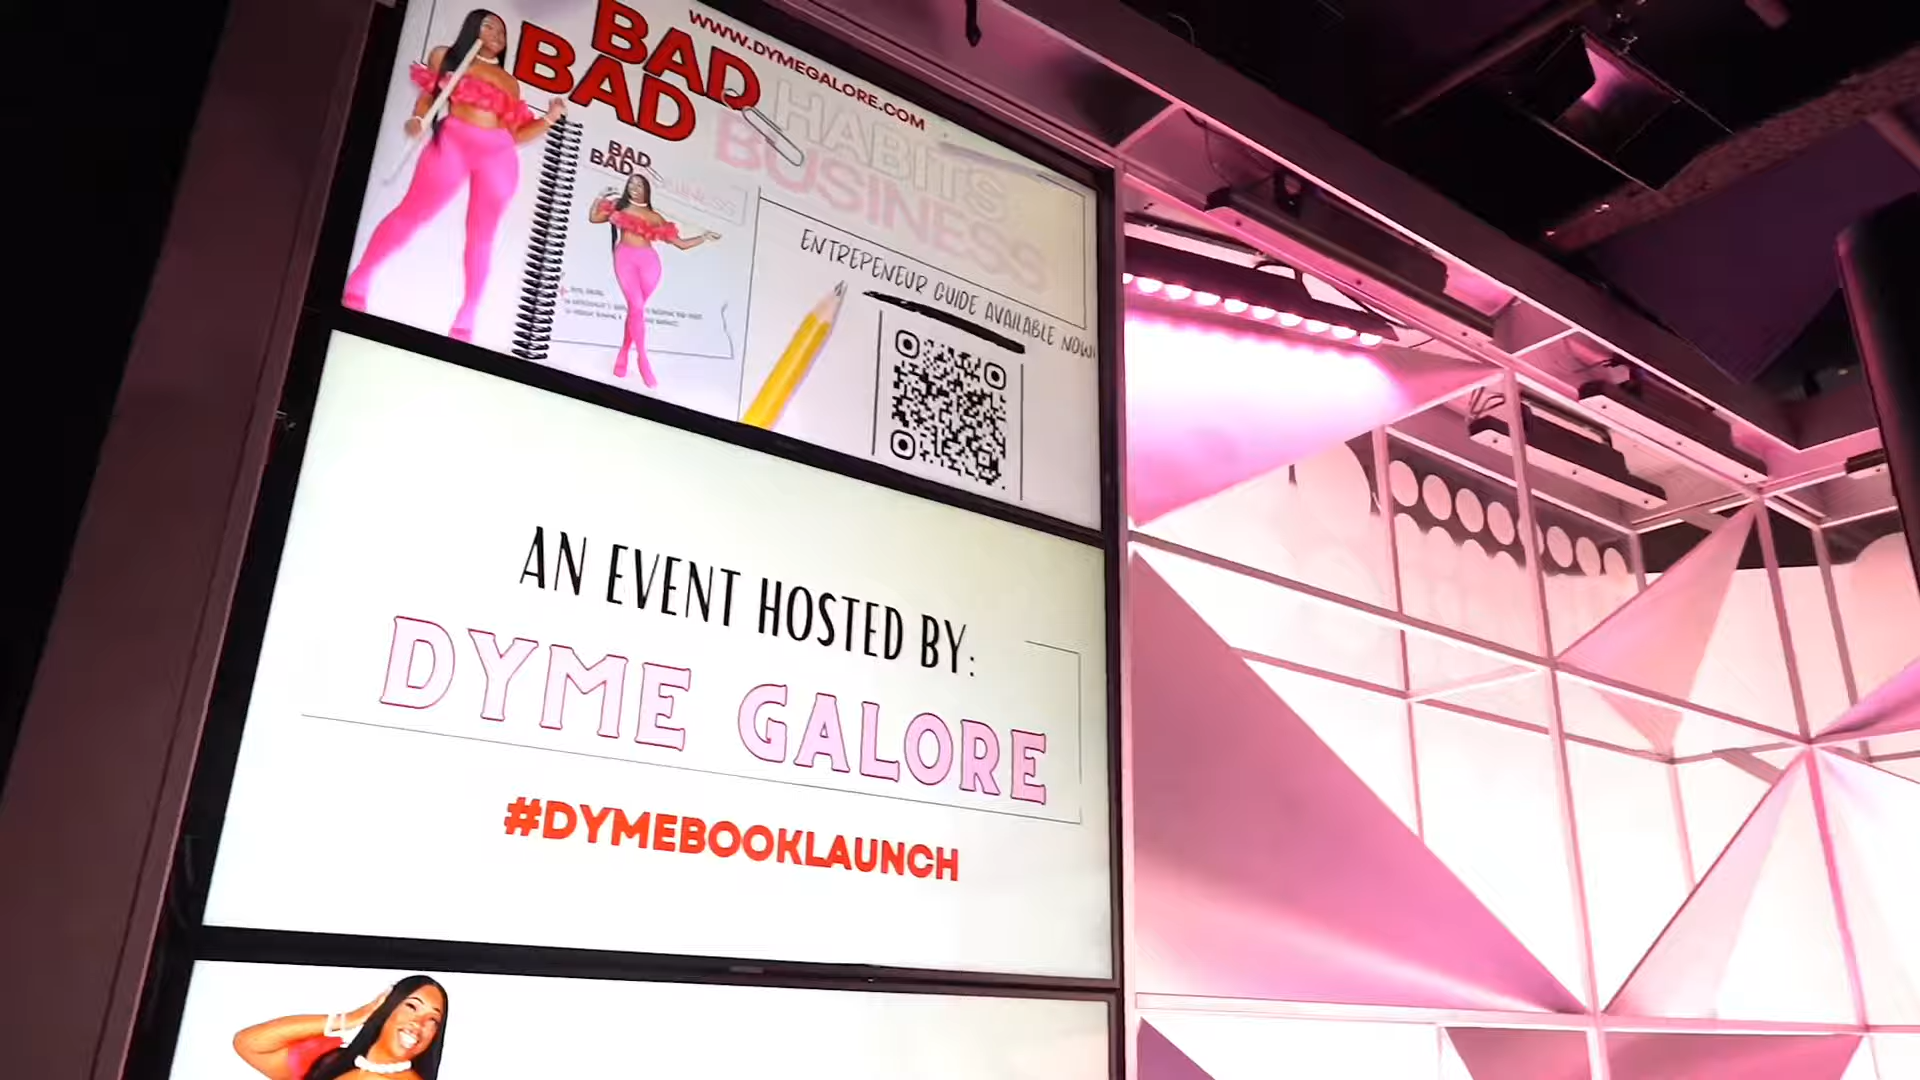 WWW.DYMEGALORE.COM
BAD HABITS
BAD BUSINESS
BAD
BAD BUSINESS
ENTREPENEUR GUIDE AVAILABLE NOW!
AN EVENT HOSTED BY:
DYME GALORE
#DYMEBOOKLAUNCH